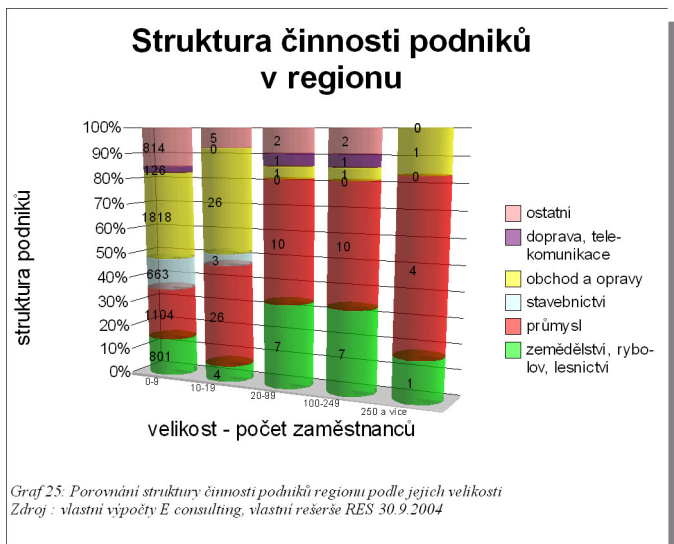 Struktura činnosti podniků
v regionu
100%
90%
80%
70%
60%
50%
40%
30%
20%
10%
0%
814
126
1818
663
1104
801
5
0
26
3
26
4
2
1
1
0
10
7
2
1
1
0
10
7
0
1
0
4
1
0-9
10-19
20-99
100-249
250 a více
struktura podniků
velikost - počet zaměstnanců
ostatni
doprava, tele-
komunikace
obchod a opravy
stavebnictvi
průmysl
zemědělství, rybo-
lov, lesnictvi
Graf 25: Porovnání struktury činnosti podniků regionu podle jejich velikosti
Zdroj : vlastní výpočty E consulting, vlastní rešerše RES 30.9.2004